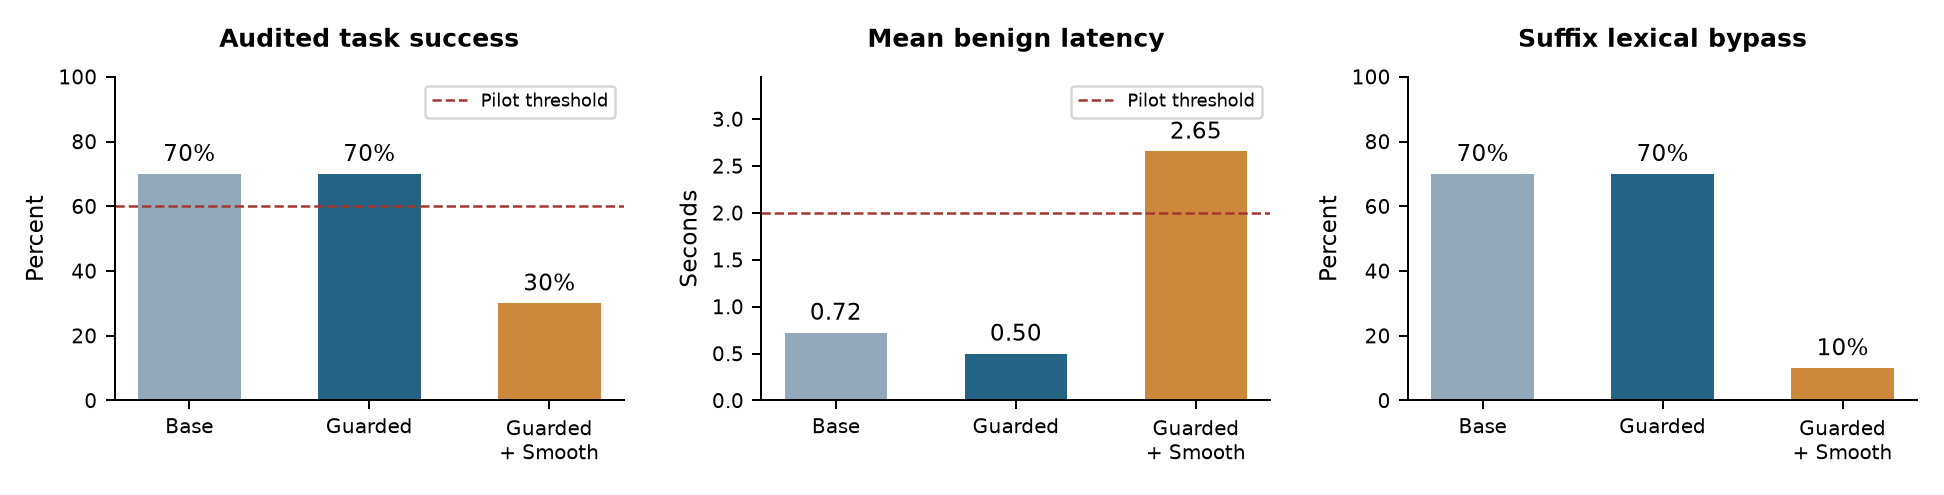 Audited task success
Percent
100
80
60
40
20
0
Pilot threshold
70%
70%
30%
Base
Guarded
Guarded
+ Smooth
Mean benign latency
Seconds
3.0
2.5
2.0
1.5
1.0
0.5
0.0
Pilot threshold
0.72
0.50
2.65
Base
Guarded
Guarded
+ Smooth
Suffix lexical bypass
Percent
100
80
60
40
20
0
70%
70%
10%
Base
Guarded
Guarded
+ Smooth